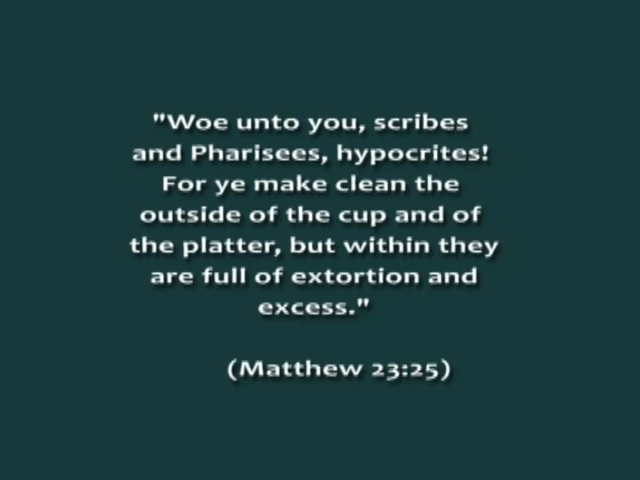 "Woe unto you, scribes
and Pharisees, hypocrites!
For ye make clean the
outside of the cup and of
the platter, but within they
are full of extortion and
excess."
(Matthew 23:25)